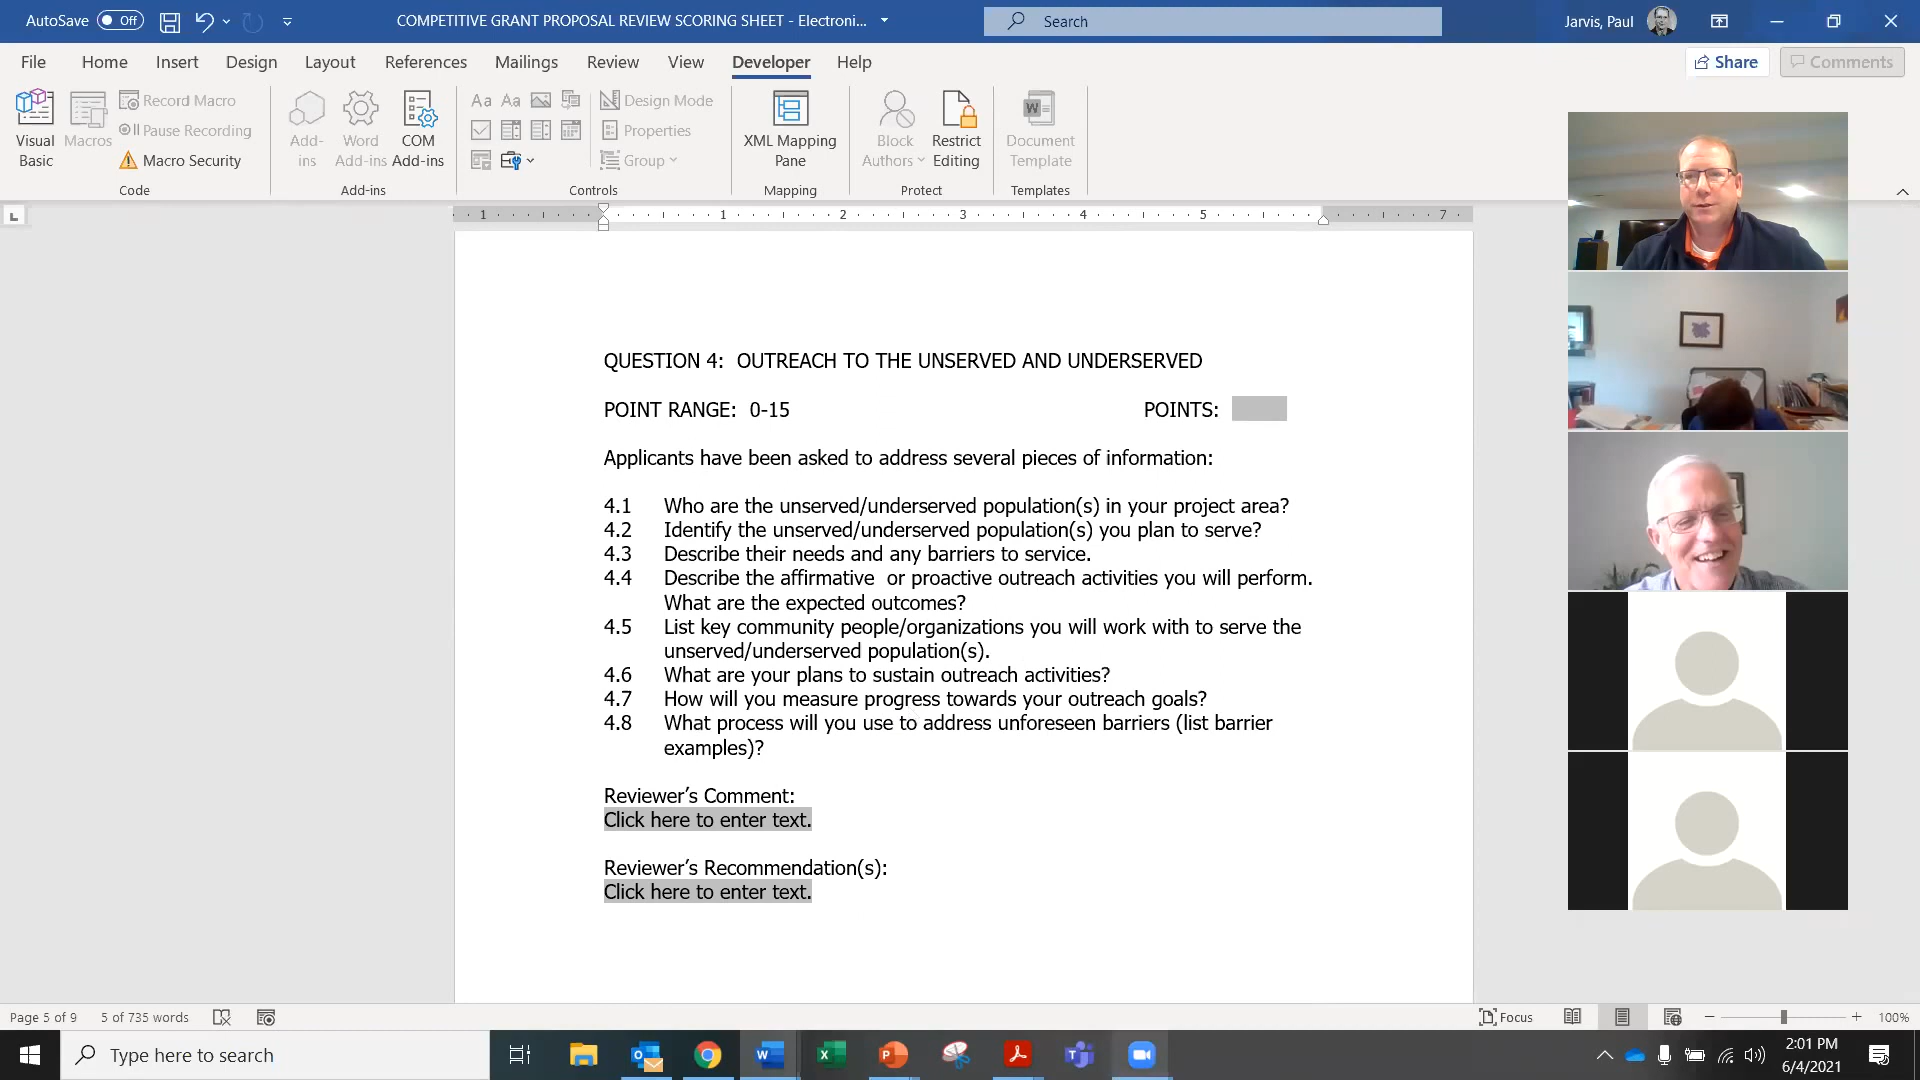 AutoSave Off COMPETITIVE GRANT PROPOSAL REVIEW SCORING SHEET - Electroni... Search Jarvis, Paul
File Home Insert Design Layout References Mailings Review View Developer Help Share Comments
Visual Basic
Macros
Record Macro
Pause Recording
Macro Security
Code
Add-ins
Word Add-ins
COM Add-ins
Add-ins
Aa Aa
Design Mode
Properties
Group
Controls
XML Mapping Pane
Mapping
Block Authors
Restrict Editing
Protect
Document Template
Templates
L
1 1 2 3 4 5 7
QUESTION 4: OUTREACH TO THE UNSERVED AND UNDERSERVED
POINT RANGE: 0-15 POINTS:
Applicants have been asked to address several pieces of information:
4.1 Who are the unserved/underserved population(s) in your project area?
4.2 Identify the unserved/underserved population(s) you plan to serve?
4.3 Describe their needs and any barriers to service.
4.4 Describe the affirmative  or proactive outreach activities you will perform.
What are the expected outcomes?
4.5 List key community people/organizations you will work with to serve the
unserved/underserved population(s).
4.6 What are your plans to sustain outreach activities?
4.7 How will you measure progress towards your outreach goals?
4.8 What process will you use to address unforeseen barriers (list barrier
examples)?
Reviewer’s Comment:
Click here to enter text.
Reviewer’s Recommendation(s):
Click here to enter text.
Page 5 of 9 5 of 735 words Focus 100%
Type here to search
2:01 PM
6/4/2021